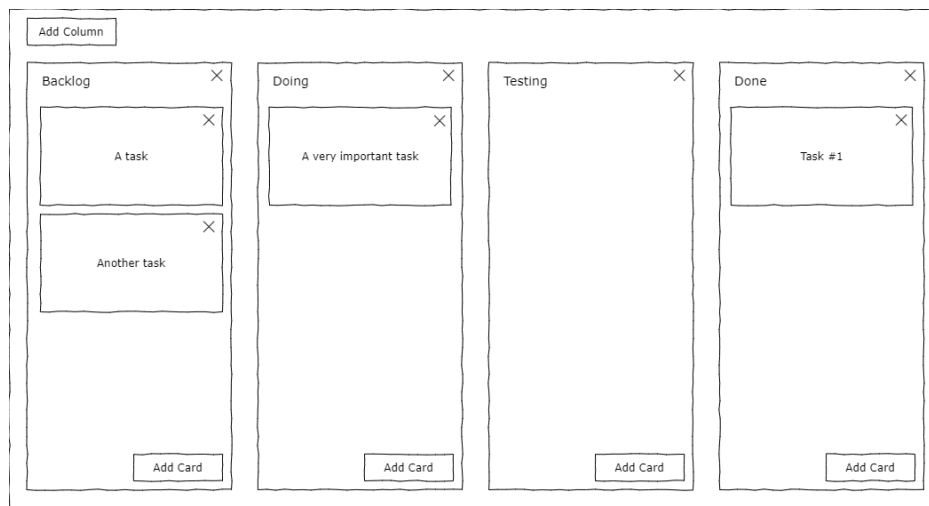 Add Column
Backlog
A task
Another task
Add Card
Doing
A very important task
Add Card
Testing
Add Card
Done
Task #1
Add Card